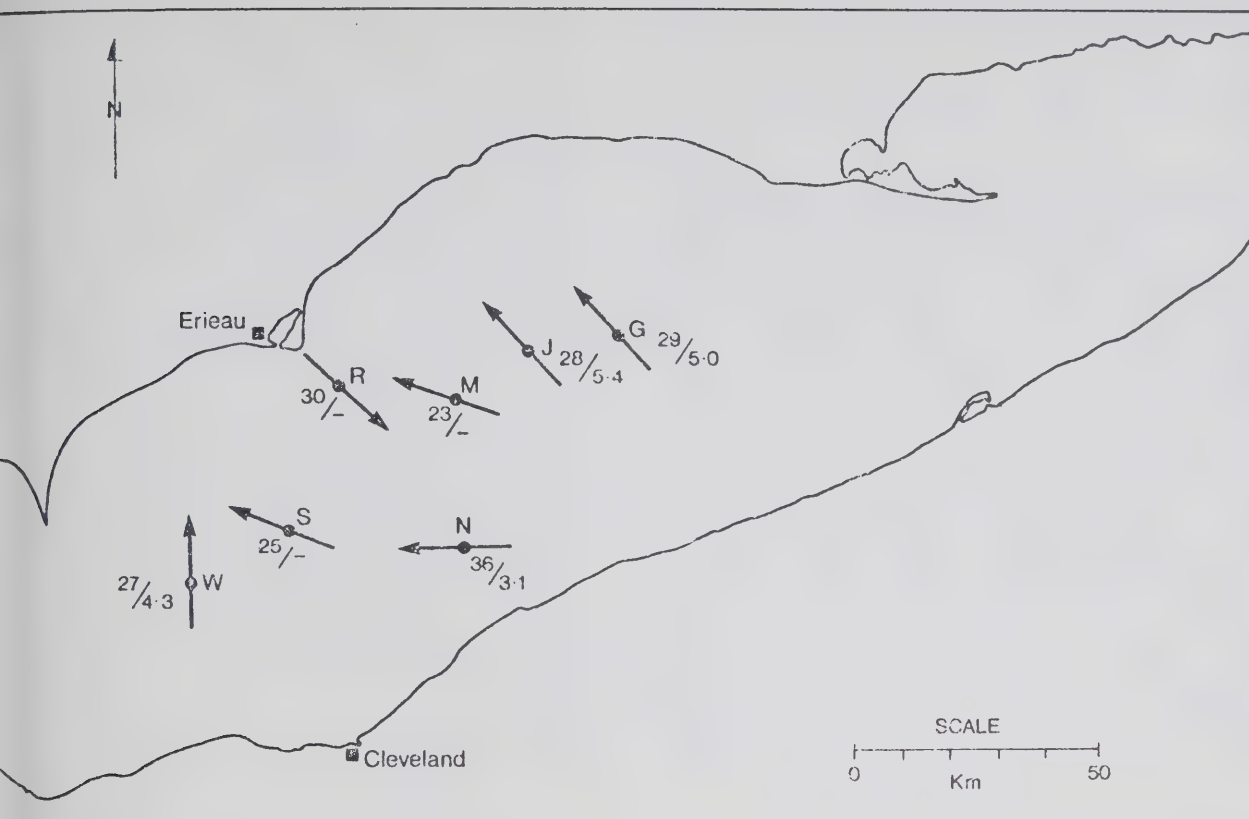 N
Erieau
G 29/5·0
J 28/5·4
R
30/–
M
23/–
S
25/–
N
36/3·1
27/4·3 W
SCALE
0 50
Km
Cleveland